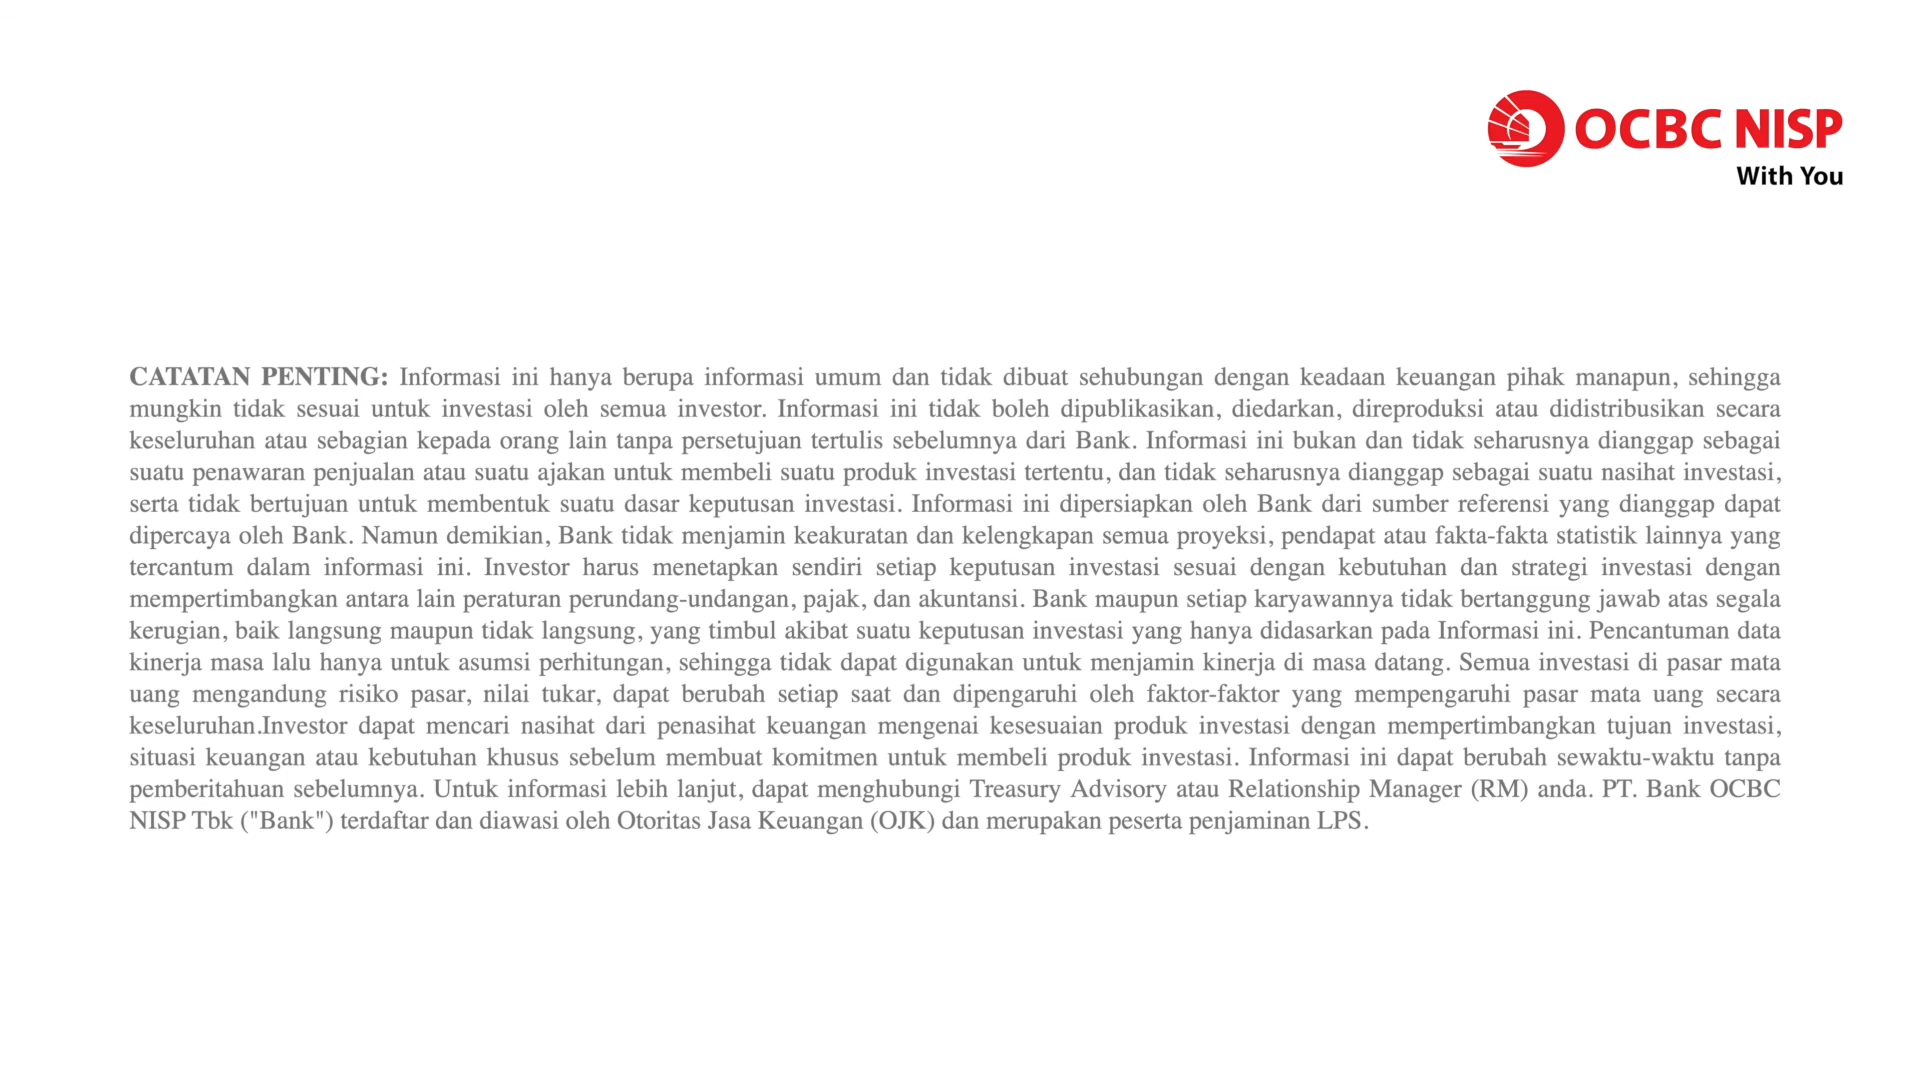 OCBC NISP
With You
CATATAN PENTING: Informasi ini hanya berupa informasi umum dan tidak dibuat sehubungan dengan keadaan keuangan pihak manapun, sehingga
mungkin tidak sesuai untuk investasi oleh semua investor. Informasi ini tidak boleh dipublikasikan, diedarkan, direproduksi atau didistribusikan secara
keseluruhan atau sebagian kepada orang lain tanpa persetujuan tertulis sebelumnya dari Bank. Informasi ini bukan dan tidak seharusnya dianggap sebagai
suatu penawaran penjualan atau suatu ajakan untuk membeli suatu produk investasi tertentu, dan tidak seharusnya dianggap sebagai suatu nasihat investasi,
serta tidak bertujuan untuk membentuk suatu dasar keputusan investasi. Informasi ini dipersiapkan oleh Bank dari sumber referensi yang dianggap dapat
dipercaya oleh Bank. Namun demikian, Bank tidak menjamin keakuratan dan kelengkapan semua proyeksi, pendapat atau fakta-fakta statistik lainnya yang
tercantum dalam informasi ini. Investor harus menetapkan sendiri setiap keputusan investasi sesuai dengan kebutuhan dan strategi investasi dengan
mempertimbangkan antara lain peraturan perundang-undangan, pajak, dan akuntansi. Bank maupun setiap karyawannya tidak bertanggung jawab atas segala
kerugian, baik langsung maupun tidak langsung, yang timbul akibat suatu keputusan investasi yang hanya didasarkan pada Informasi ini. Pencantuman data
kinerja masa lalu hanya untuk asumsi perhitungan, sehingga tidak dapat digunakan untuk menjamin kinerja di masa datang. Semua investasi di pasar mata
uang mengandung risiko pasar, nilai tukar, dapat berubah setiap saat dan dipengaruhi oleh faktor-faktor yang mempengaruhi pasar mata uang secara
keseluruhan.Investor dapat mencari nasihat dari penasihat keuangan mengenai kesesuaian produk investasi dengan mempertimbangkan tujuan investasi,
situasi keuangan atau kebutuhan khusus sebelum membuat komitmen untuk membeli produk investasi. Informasi ini dapat berubah sewaktu-waktu tanpa
pemberitahuan sebelumnya. Untuk informasi lebih lanjut, dapat menghubungi Treasury Advisory atau Relationship Manager (RM) anda. PT. Bank OCBC
NISP Tbk ("Bank") terdaftar dan diawasi oleh Otoritas Jasa Keuangan (OJK) dan merupakan peserta penjaminan LPS.